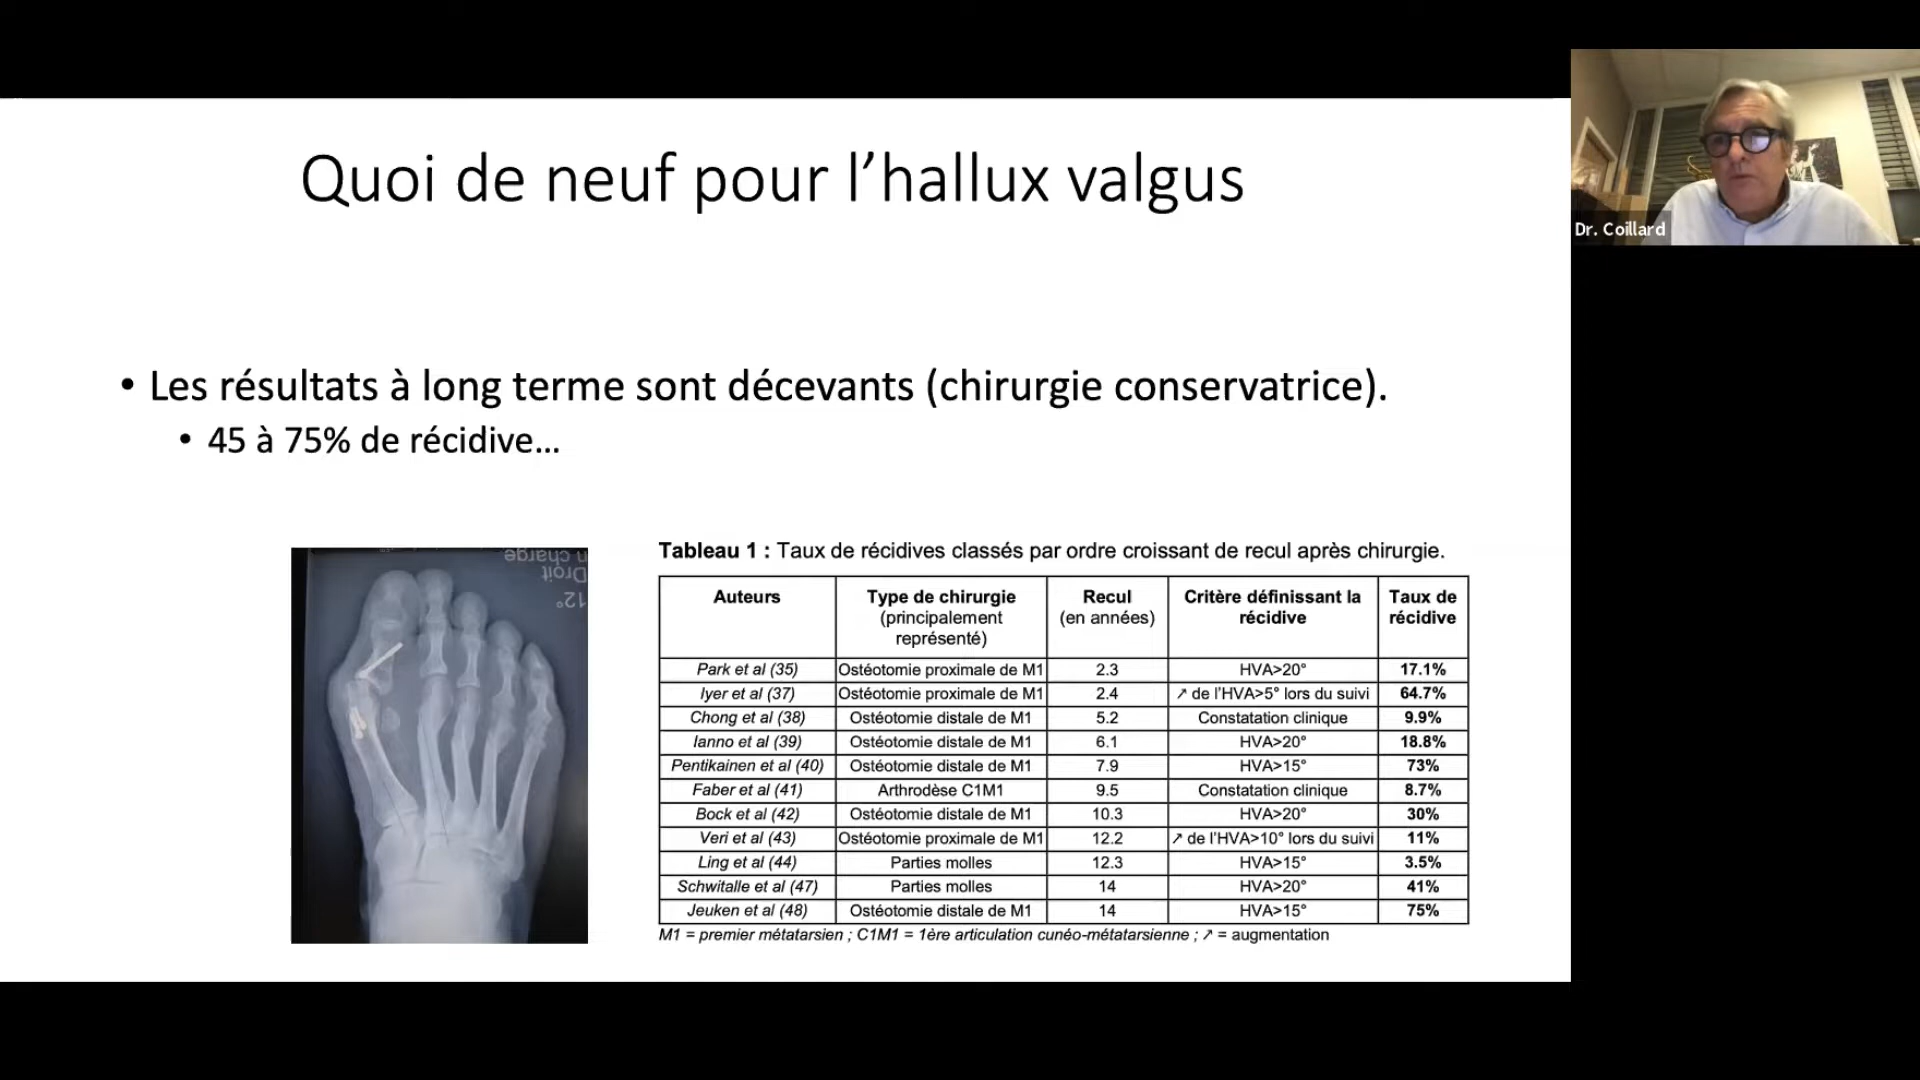 Quoi de neuf pour l’hallux valgus
Dr. Coillard
• Les résultats à long terme sont décevants (chirurgie conservatrice).
• 45 à 75% de récidive…
n charge
Droit
12°
Tableau 1 : Taux de récidives classés par ordre croissant de recul après chirurgie.
Auteurs Type de chirurgie (principalement représenté) Recul (en années) Critère définissant la récidive Taux de récidive
Park et al (35) Ostéotomie proximale de M1 2.3 HVA>20° 17.1%
Iyer et al (37) Ostéotomie proximale de M1 2.4 ↗ de l'HVA>5° lors du suivi 64.7%
Chong et al (38) Ostéotomie distale de M1 5.2 Constatation clinique 9.9%
Ianno et al (39) Ostéotomie distale de M1 6.1 HVA>20° 18.8%
Pentikainen et al (40) Ostéotomie distale de M1 7.9 HVA>15° 73%
Faber et al (41) Arthrodèse C1M1 9.5 Constatation clinique 8.7%
Bock et al (42) Ostéotomie distale de M1 10.3 HVA>20° 30%
Veri et al (43) Ostéotomie proximale de M1 12.2 ↗ de l'HVA>10° lors du suivi 11%
Ling et al (44) Parties molles 12.3 HVA>15° 3.5%
Schwitalle et al (47) Parties molles 14 HVA>20° 41%
Jeuken et al (48) Ostéotomie distale de M1 14 HVA>15° 75%
M1 = premier métatarsien ; C1M1 = 1ère articulation cunéo-métatarsienne ; ↗ = augmentation